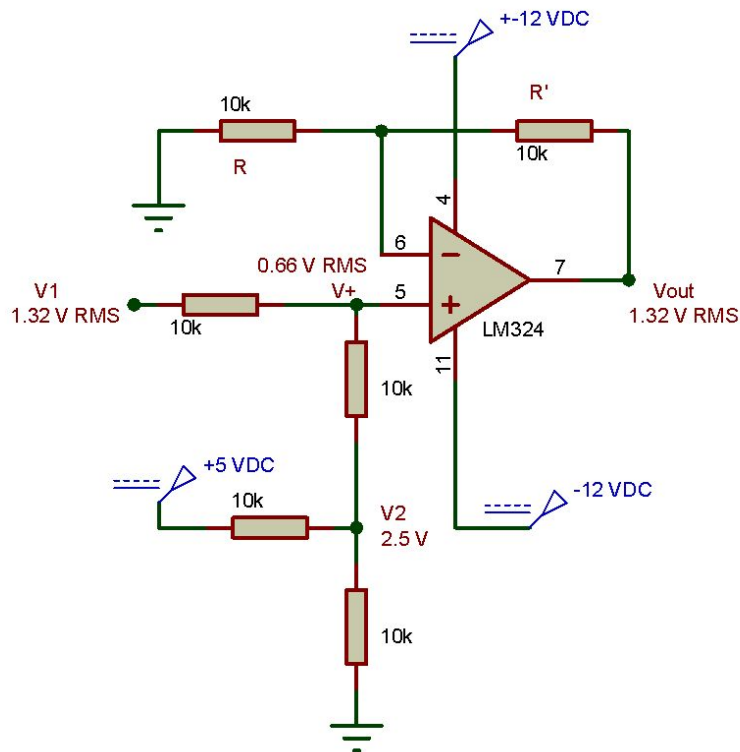 +-12 VDC
10k
R'
R
10k
4
6
0.66 V RMS
7
V1
V+
5
Vout
1.32 V RMS
10k
LM324
1.32 V RMS
11
10k
+5 VDC
10k
V2
2.5 V
-12 VDC
10k